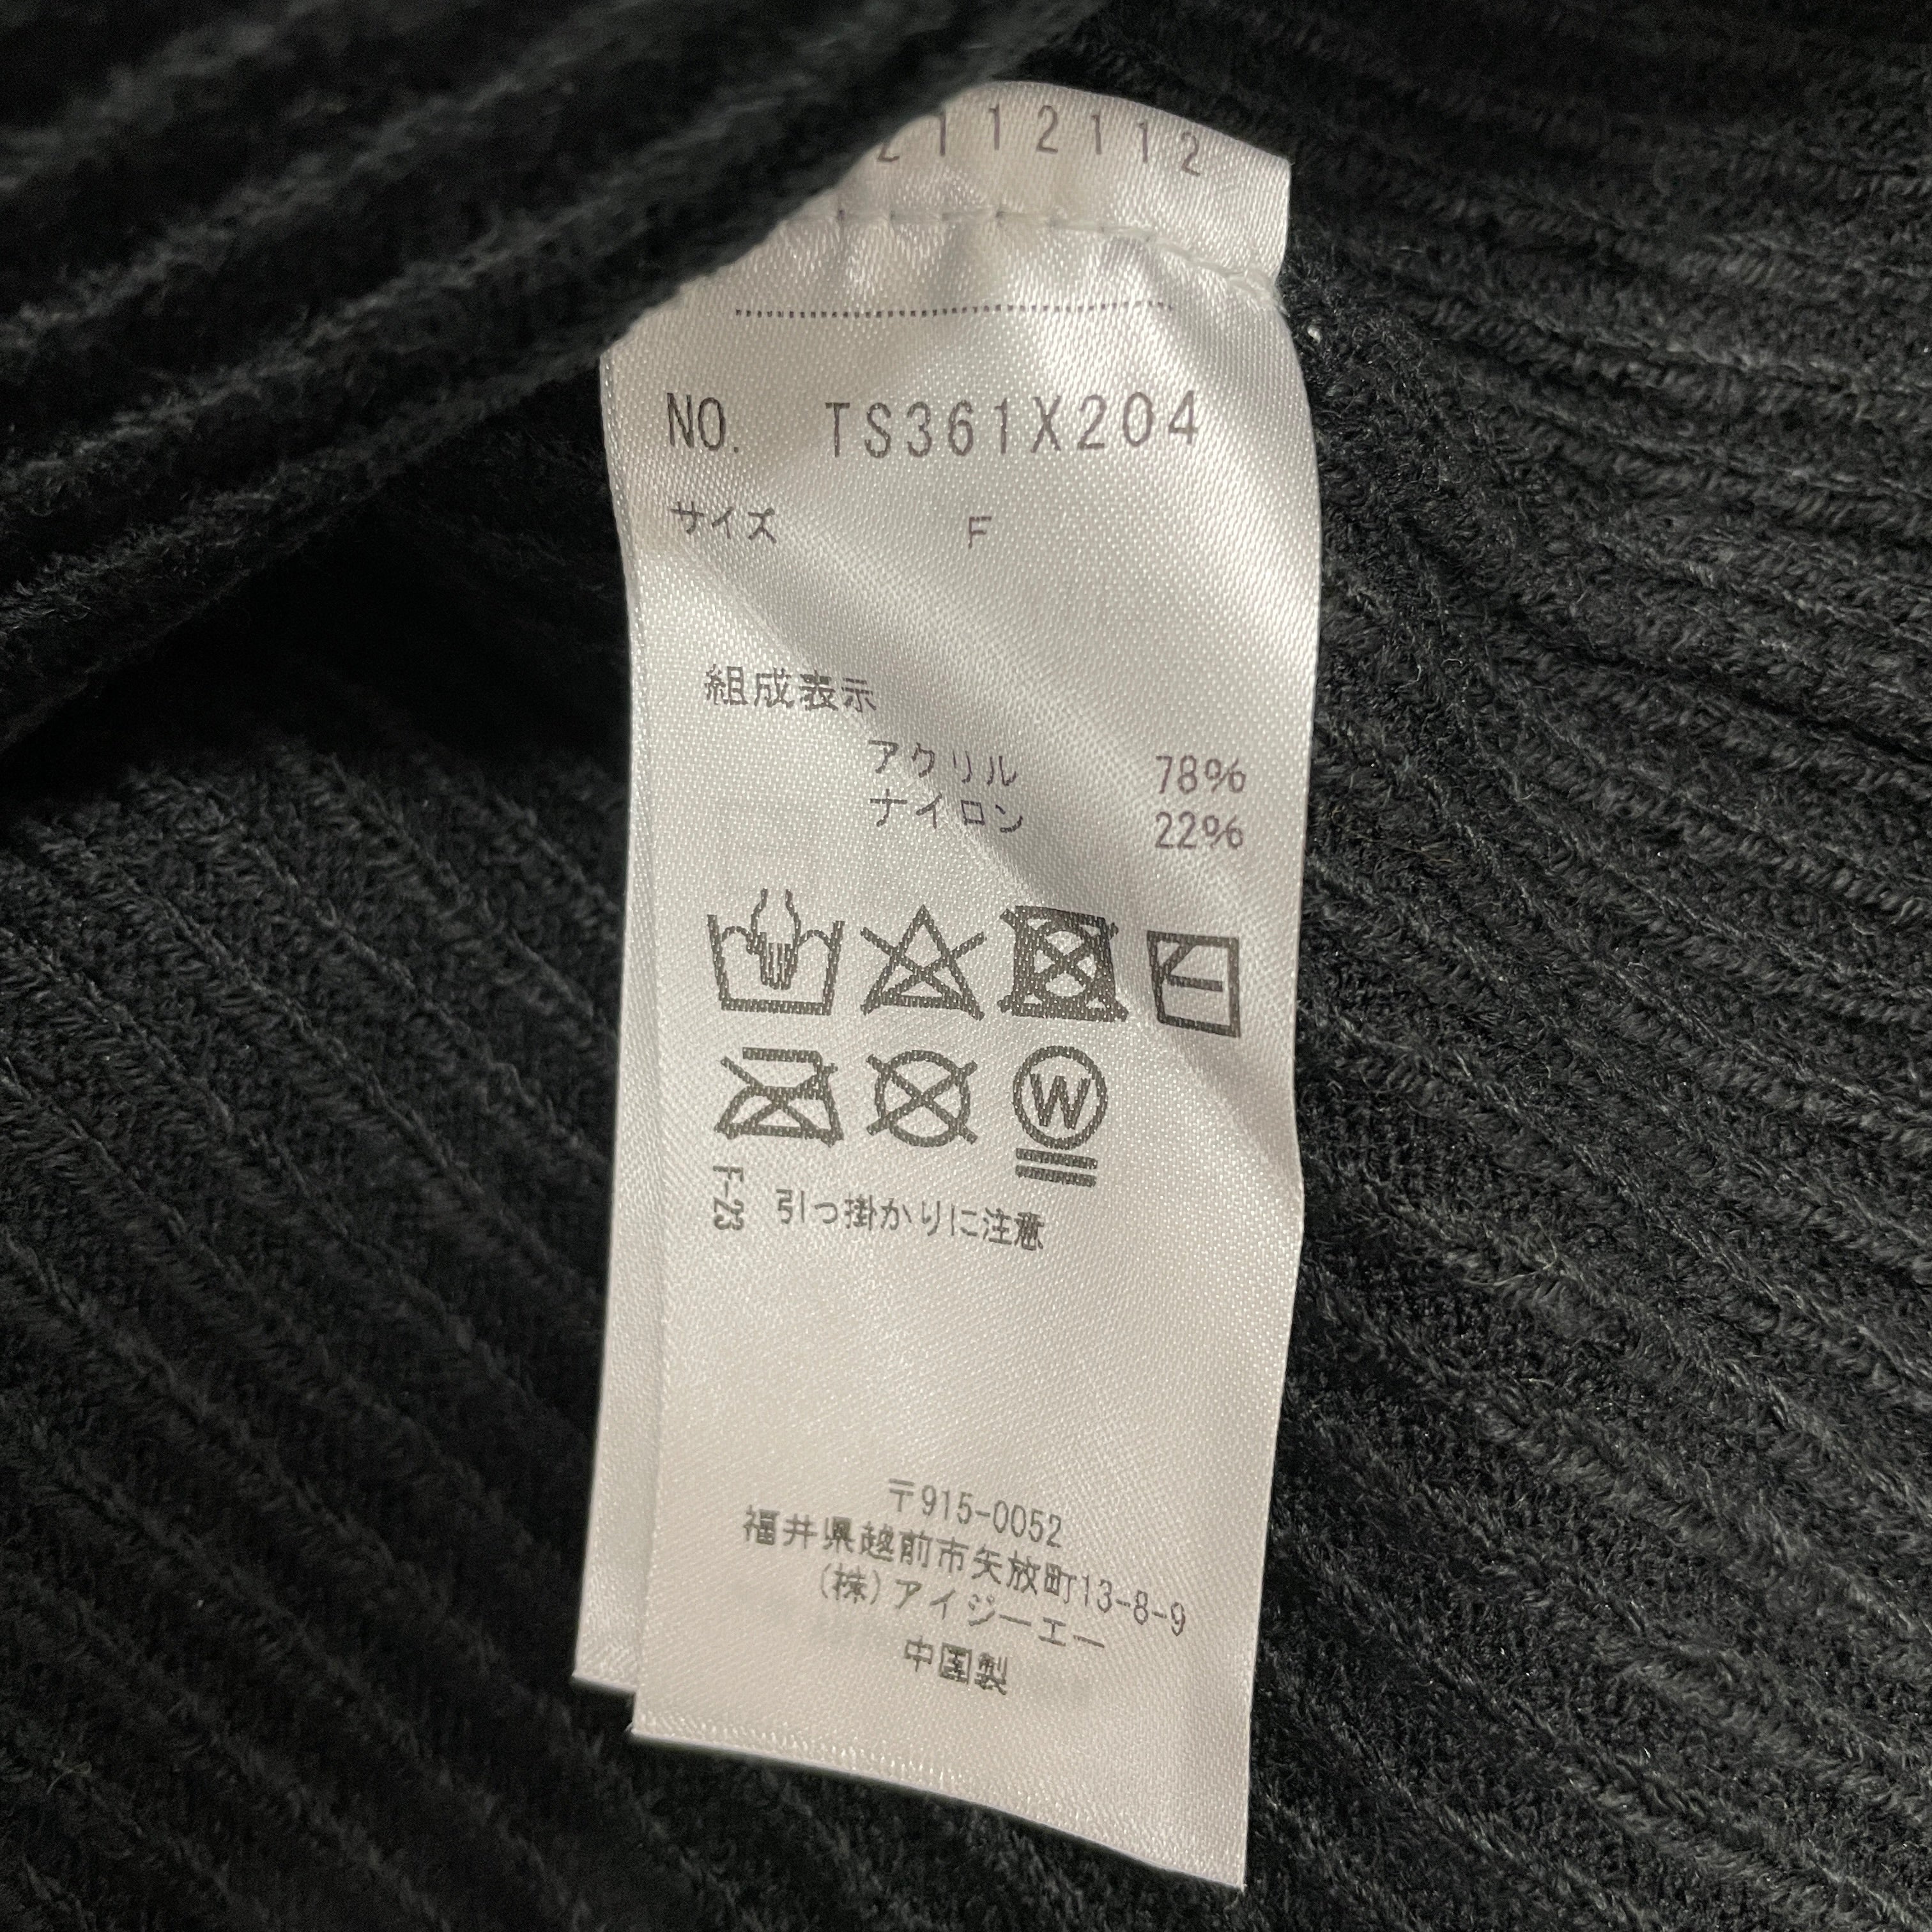 2112112
NO. TS361X204
サイズ F
組成表示
アクリル 78%
ナイロン 22%
W
F-23 引っ掛かりに注意
〒915-0052
福井県越前市矢放町13-8-9
(株)アイジーエー
中国製